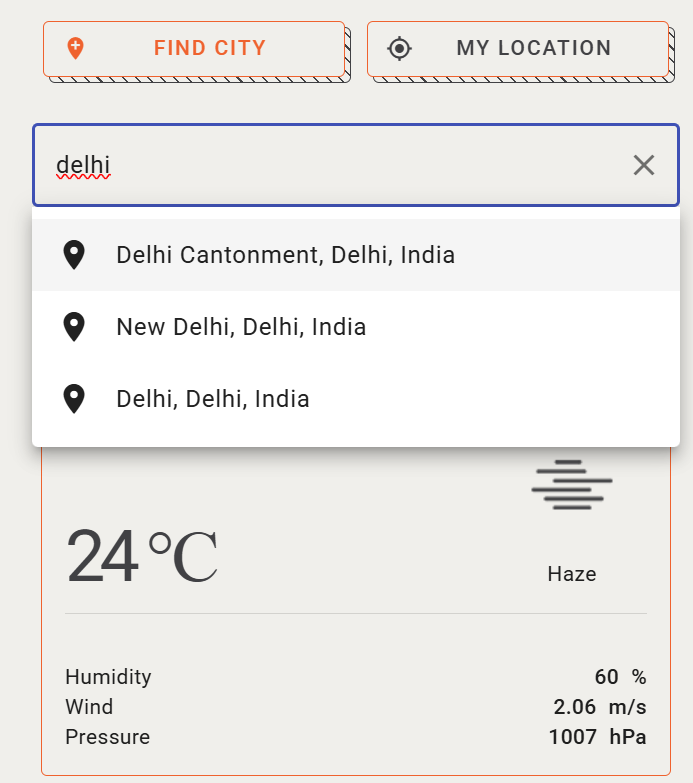 FIND CITY
MY LOCATION
delhi
Delhi Cantonment, Delhi, India
New Delhi, Delhi, India
Delhi, Delhi, India
24 °C
Haze
Humidity 60 %
Wind 2.06 m/s
Pressure 1007 hPa